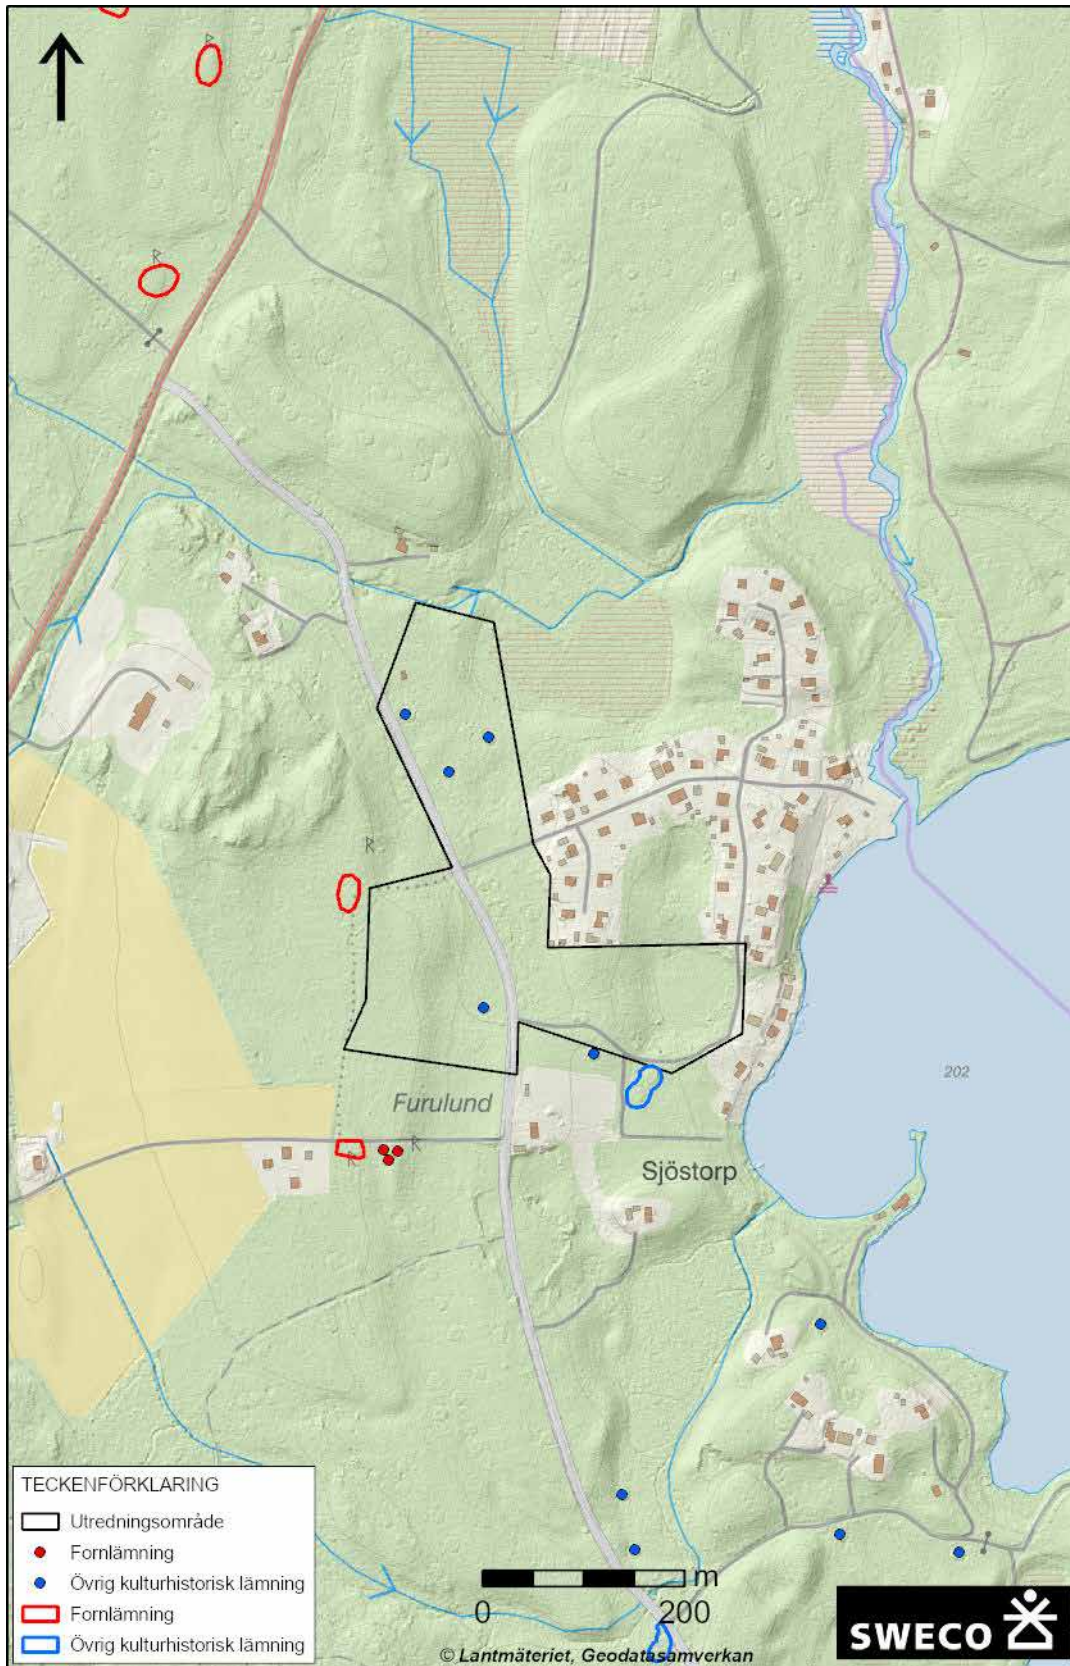 R
R
R
Furulund
202
R
R
Sjöstorp
TECKENFÖRKLARING
Utredningsområde
Fornlämning
Övrig kulturhistorisk lämning
Fornlämning
Övrig kulturhistorisk lämning
m
0 200
© Lantmäteriet, Geodatasamverkan
SWECO